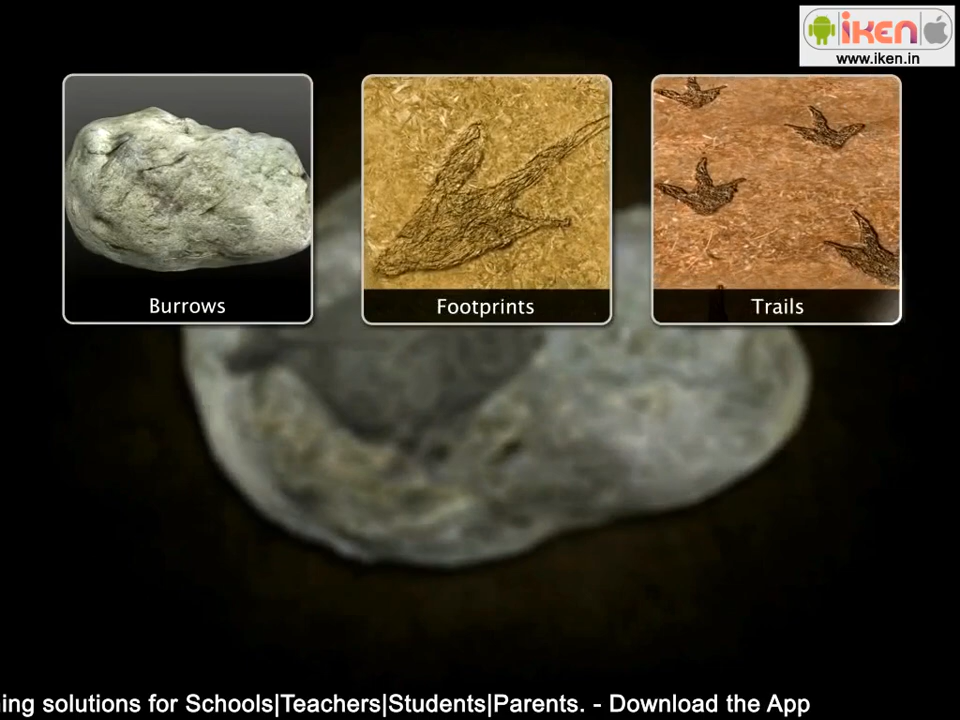 iken
www.iken.in
Burrows
Footprints
Trails
ing solutions for Schools|Teachers|Students|Parents. - Download the App